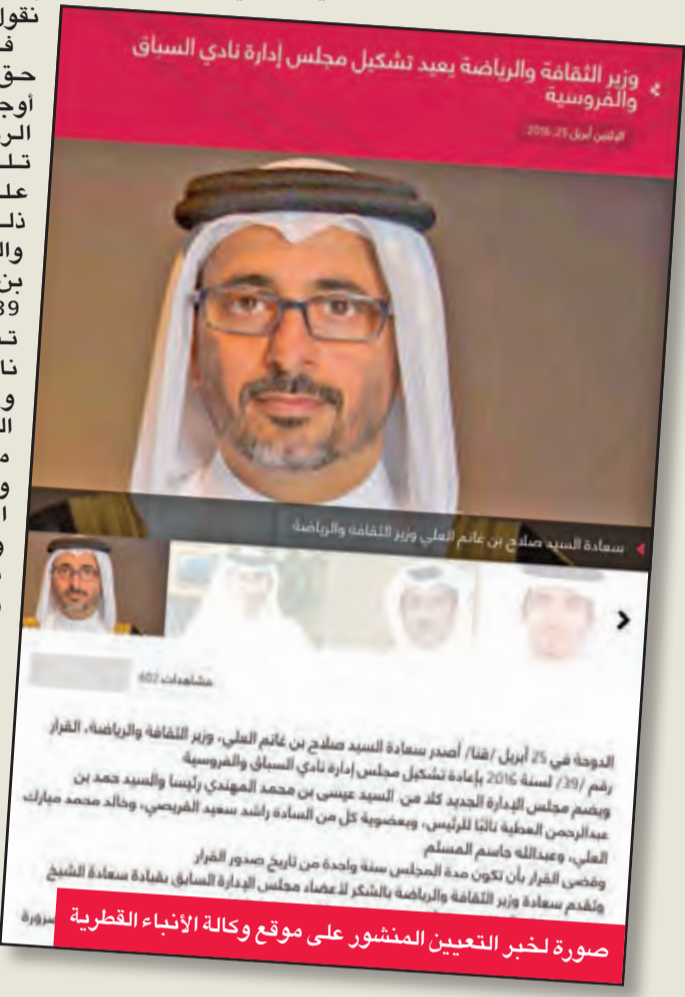 نقول
حق
وزير الثقافة والرياضة يعيد تشكيل مجلس إدارة نادي السباق
والفروسية
الإثنين أبريل 25، 2016
سعادة السيد صلاح بن غانم العلي وزير الثقافة والرياضة
مشاهدات 602
الدوحة في 25 أبريل /قنا/ أصدر سعادة السيد صلاح بن غانم العلي، وزير الثقافة والرياضة، القرار
رقم /39/ لسنة 2016 بإعادة تشكيل مجلس إدارة نادي السباق والفروسية
ويضم مجلس الإدارة الجديد كلا من السيد عيسى بن محمد المهندي رئيسا والسيد حمد بن
عبدالرحمن العطية نائبا للرئيس، وبعضوية كل من السادة راشد سعيد القريصي، وخالد محمد مبارك
العلي، وعبدالله جاسم المسلم
وقضى القرار بأن تكون مدة المجلس سنة واحدة من تاريخ صدور القرار
وتقدم سعادة وزير الثقافة والرياضة بالشكر لأعضاء مجلس الإدارة السابق بقيادة سعادة الشيخ
صورة لخبر التعيين المنشور على موقع وكالة الأنباء القطرية